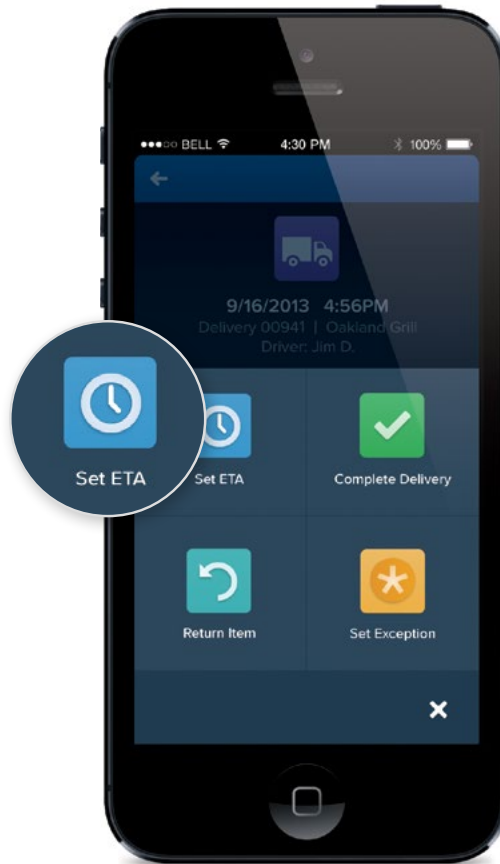 BELL 4:30 PM 100%
9/16/2013 4:56PM
Delivery 00941 | Oakland Grill
Driver: Jim D.
Set ETA
Set ETA Complete Delivery
Return Item Set Exception